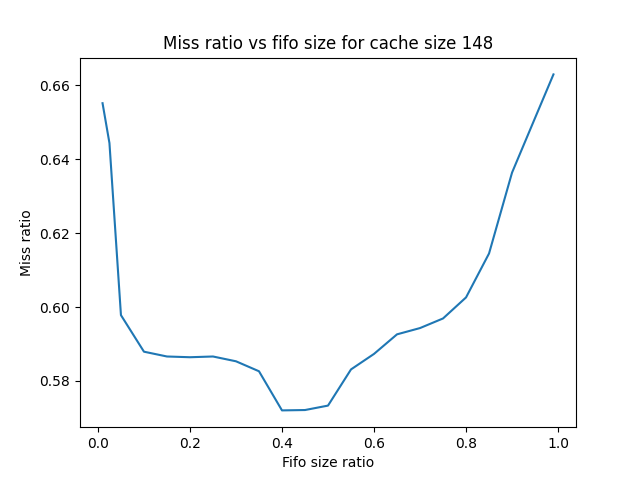 Miss ratio vs fifo size for cache size 148
0.66
0.64
0.62
0.60
0.58
Miss ratio
0.0 0.2 0.4 0.6 0.8 1.0
Fifo size ratio